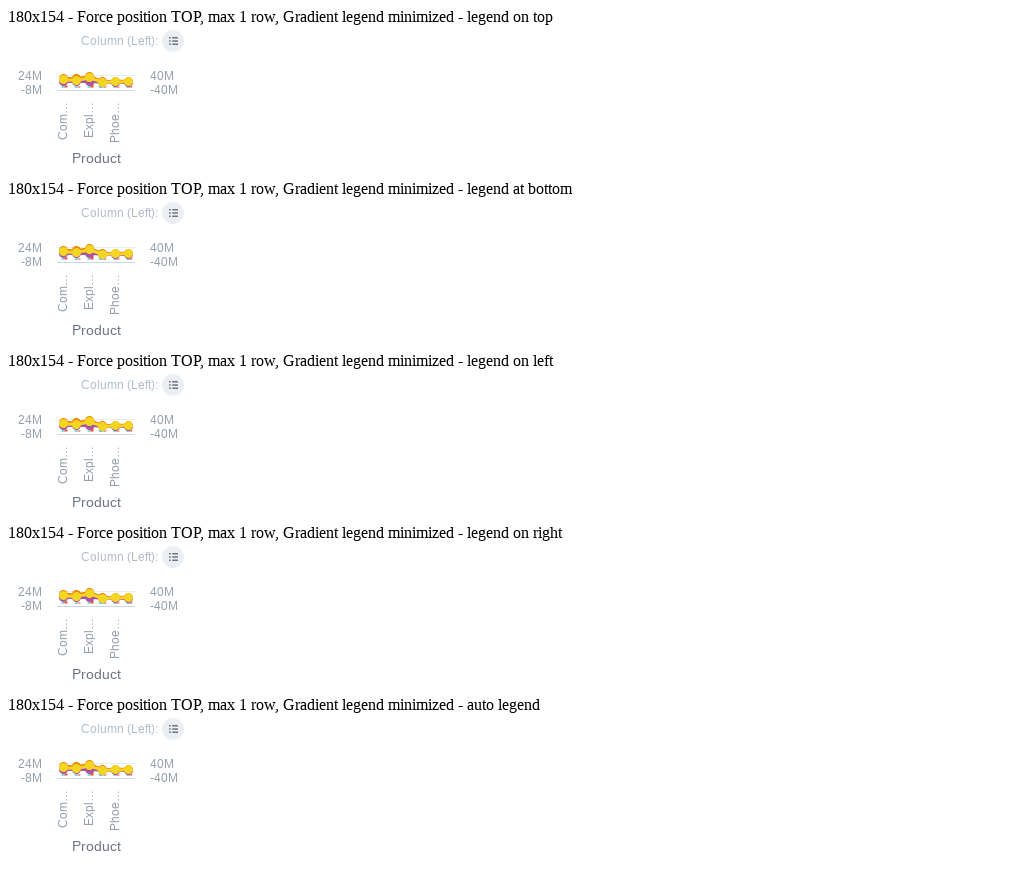 180x154 - Force position TOP, max 1 row, Gradient legend minimized - legend on top
Column (Left):
24M
40M
-8M
-40M
Com…
Expl…
Phoe…
Product
180x154 - Force position TOP, max 1 row, Gradient legend minimized - legend at bottom
Column (Left):
24M
40M
-8M
-40M
Com…
Expl…
Phoe…
Product
180x154 - Force position TOP, max 1 row, Gradient legend minimized - legend on left
Column (Left):
24M
40M
-8M
-40M
Com…
Expl…
Phoe…
Product
180x154 - Force position TOP, max 1 row, Gradient legend minimized - legend on right
Column (Left):
24M
40M
-8M
-40M
Com…
Expl…
Phoe…
Product
180x154 - Force position TOP, max 1 row, Gradient legend minimized - auto legend
Column (Left):
24M
40M
-8M
-40M
Com…
Expl…
Phoe…
Product